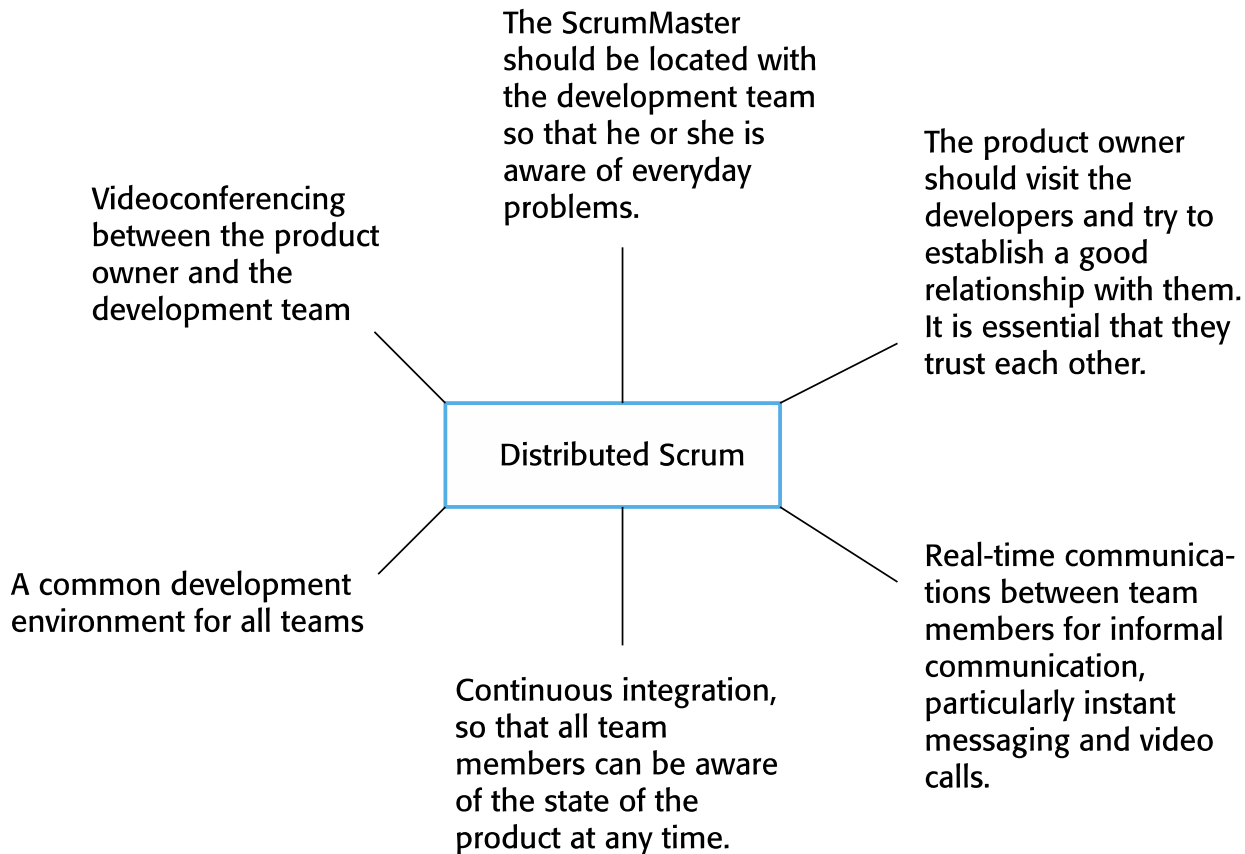 The ScrumMaster
should be located with
the development team
so that he or she is
aware of everyday
problems.
The product owner
should visit the
developers and try to
establish a good
relationship with them.
It is essential that they
trust each other.
Videoconferencing
between the product
owner and the
development team
Distributed Scrum
A common development
environment for all teams
Real-time communica-
tions between team
members for informal
communication,
particularly instant
messaging and video
calls.
Continuous integration,
so that all team
members can be aware
of the state of the
product at any time.